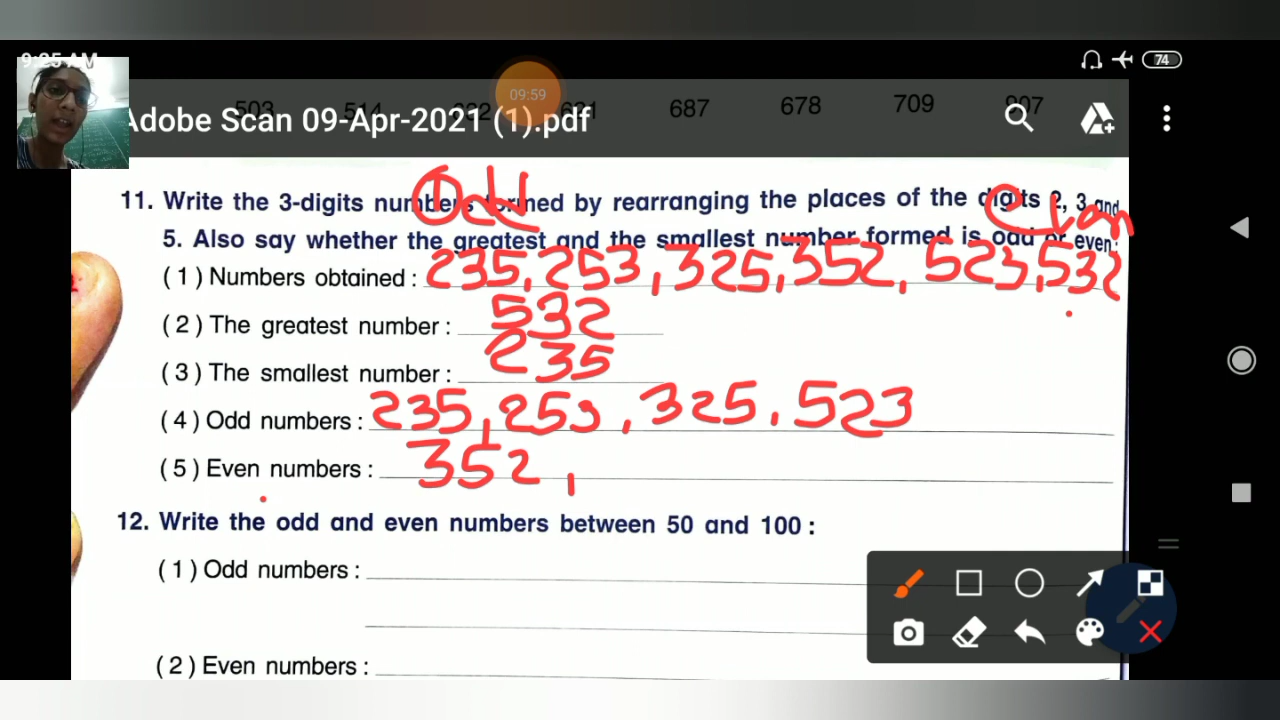 9:25 AM
74
09:59
503 514 632 631 687 678 709 907
Adobe Scan 09-Apr-2021 (1).pdf
Odd
Even
11. Write the 3-digits numbers formed by rearranging the places of the digits 2, 3 and
5. Also say whether the greatest and the smallest number formed is odd or even:
(1) Numbers obtained : 235, 253, 325, 352, 523, 532
(2) The greatest number : 532
(3) The smallest number : 235
(4) Odd numbers : 235, 253, 325, 523
(5) Even numbers : 352,
12. Write the odd and even numbers between 50 and 100 :
(1) Odd numbers :
(2) Even numbers :